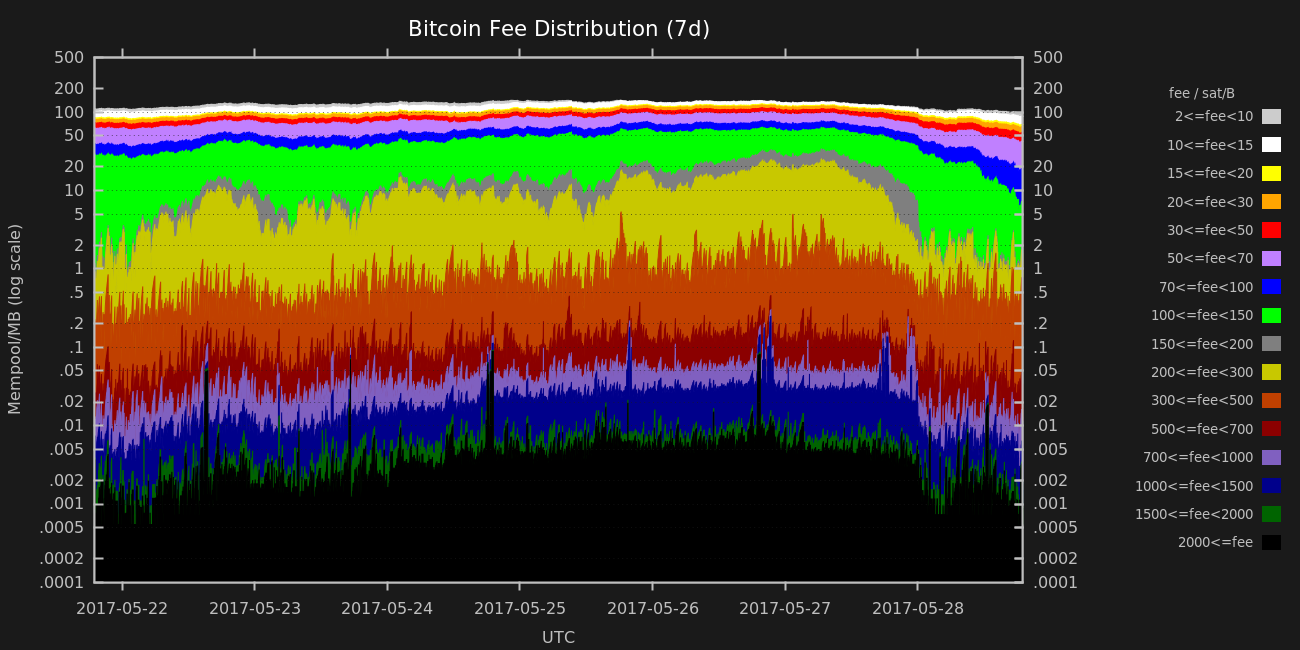 Bitcoin Fee Distribution (7d)
500
200
100
50
20
10
5
2
1
.5
.2
.1
.05
.02
.01
.005
.002
.001
.0005
.0002
.0001
Mempool/MB (log scale)
500
200
100
50
20
10
5
2
1
.5
.2
.1
.05
.02
.01
.005
.002
.001
.0005
.0002
.0001
2017-05-22 2017-05-23 2017-05-24 2017-05-25 2017-05-26 2017-05-27 2017-05-28
UTC
fee / sat/B
2<=fee<10
10<=fee<15
15<=fee<20
20<=fee<30
30<=fee<50
50<=fee<70
70<=fee<100
100<=fee<150
150<=fee<200
200<=fee<300
300<=fee<500
500<=fee<700
700<=fee<1000
1000<=fee<1500
1500<=fee<2000
2000<=fee